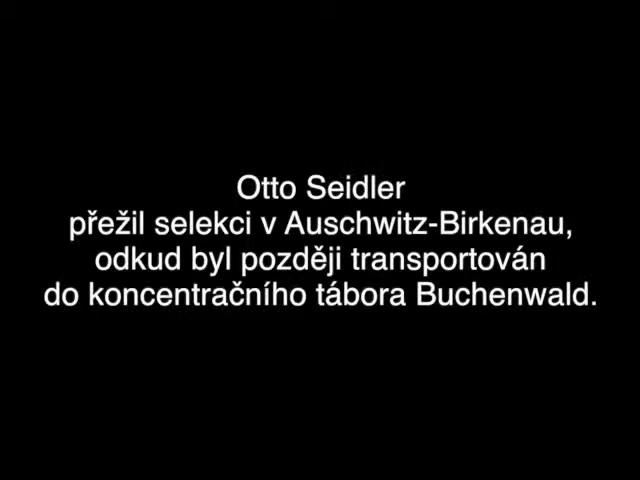 Otto Seidler
přežil selekci v Auschwitz-Birkenau,
odkud byl později transportován
do koncentračního tábora Buchenwald.